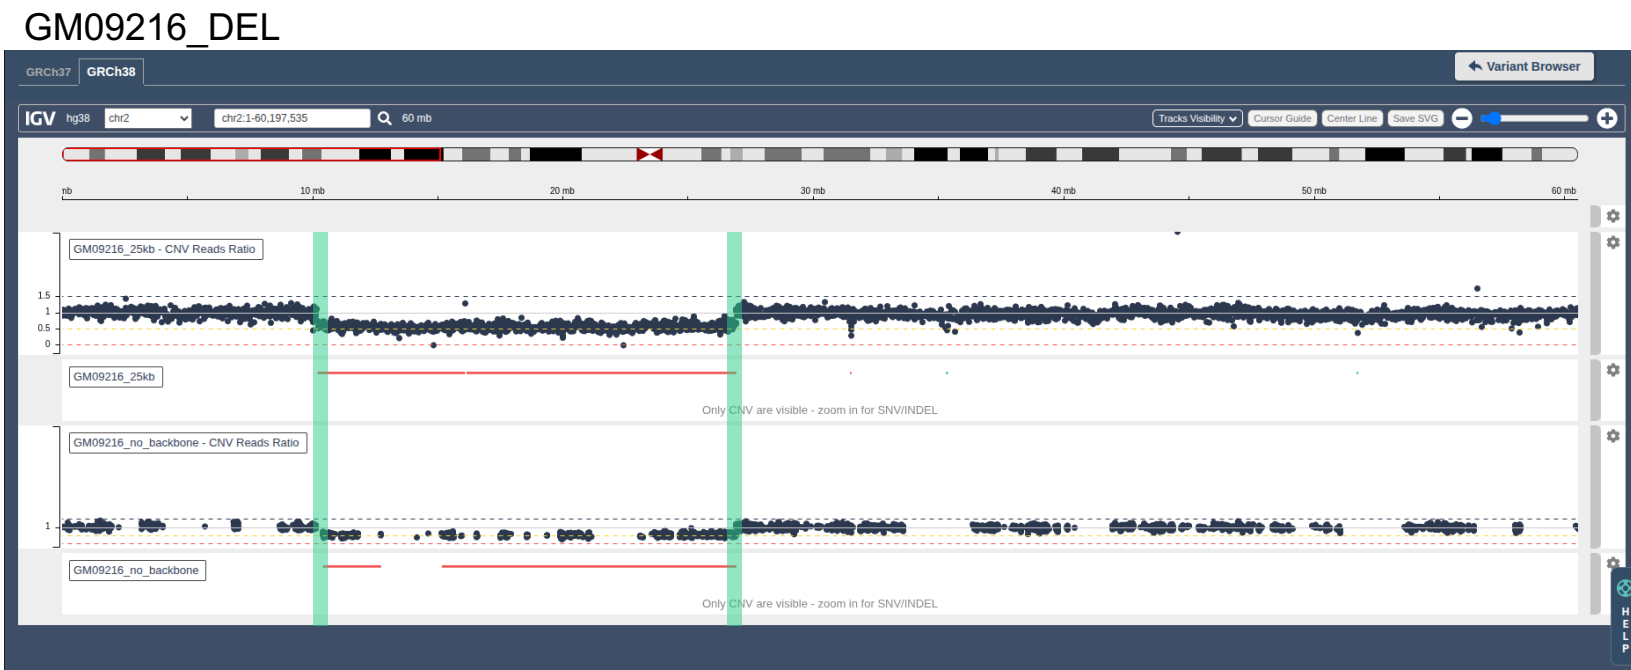 GM09216_DEL
GRCh37 GRCh38 Variant Browser
IGV hg38 chr2 chr2:1-60,197,535 60 mb Tracks Visibility Cursor Guide Center Line Save SVG
mb 10 mb 20 mb 30 mb 40 mb 50 mb 60 mb
GM09216_25kb - CNV Reads Ratio
1.5
1
0.5
0
GM09216_25kb
Only CNV are visible - zoom in for SNV/INDEL
GM09216_no_backbone - CNV Reads Ratio
1
GM09216_no_backbone
Only CNV are visible - zoom in for SNV/INDEL
HELP